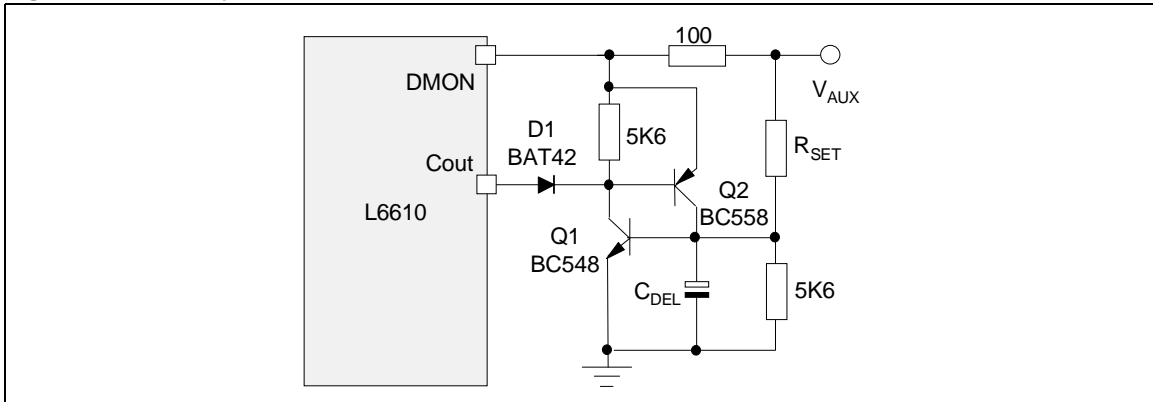 100
DMON
V_AUX
D1
BAT42
5K6
R_SET
Cout
Q2
BC558
L6610
Q1
BC548
C_DEL
5K6